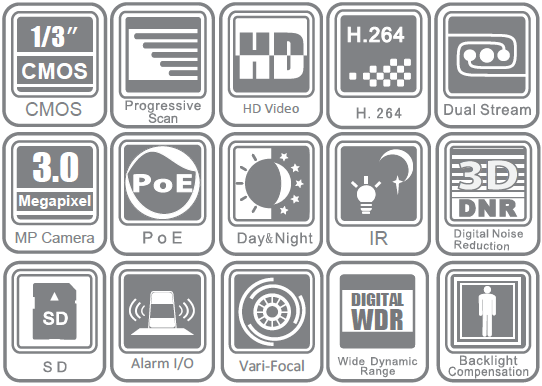 1/3″
CMOS
CMOS
Progressive
Scan
HD
HD Video
H.264
H. 264
Dual Stream
3.0
Megapixel
MP Camera
PoE
P o E
Day&Night
IR
3D
DNR
Digital Noise
Reduction
SD
S D
Alarm I/O
Vari-Focal
DIGITAL
WDR
Wide Dynamic
Range
Backlight
Compensation